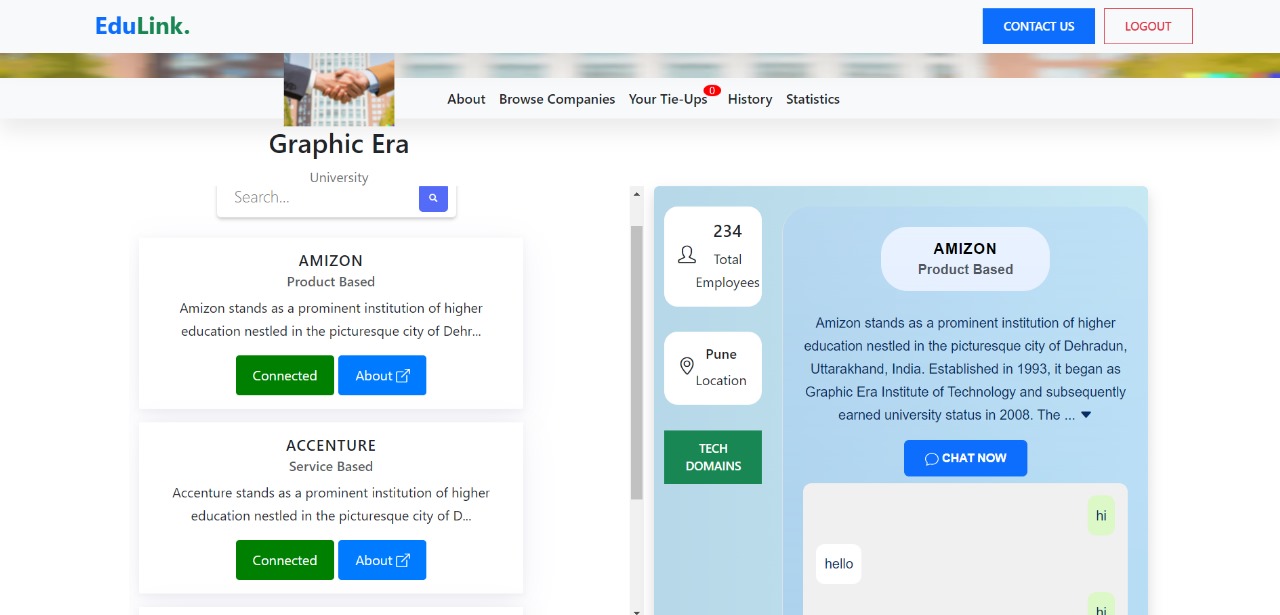 EduLink.
CONTACT US
LOGOUT
About
Browse Companies
Your Tie-Ups
0
History
Statistics
Graphic Era
University
Search...
AMIZON
Product Based
Amizon stands as a prominent institution of higher
education nestled in the picturesque city of Dehr...
Connected
About
ACCENTURE
Service Based
Accenture stands as a prominent institution of higher
education nestled in the picturesque city of D...
Connected
About
234
Total
Employees
Pune
Location
TECH
DOMAINS
AMIZON
Product Based
Amizon stands as a prominent institution of higher
education nestled in the picturesque city of Dehradun,
Uttarakhand, India. Established in 1993, it began as
Graphic Era Institute of Technology and subsequently
earned university status in 2008. The ...
CHAT NOW
hi
hello
hi